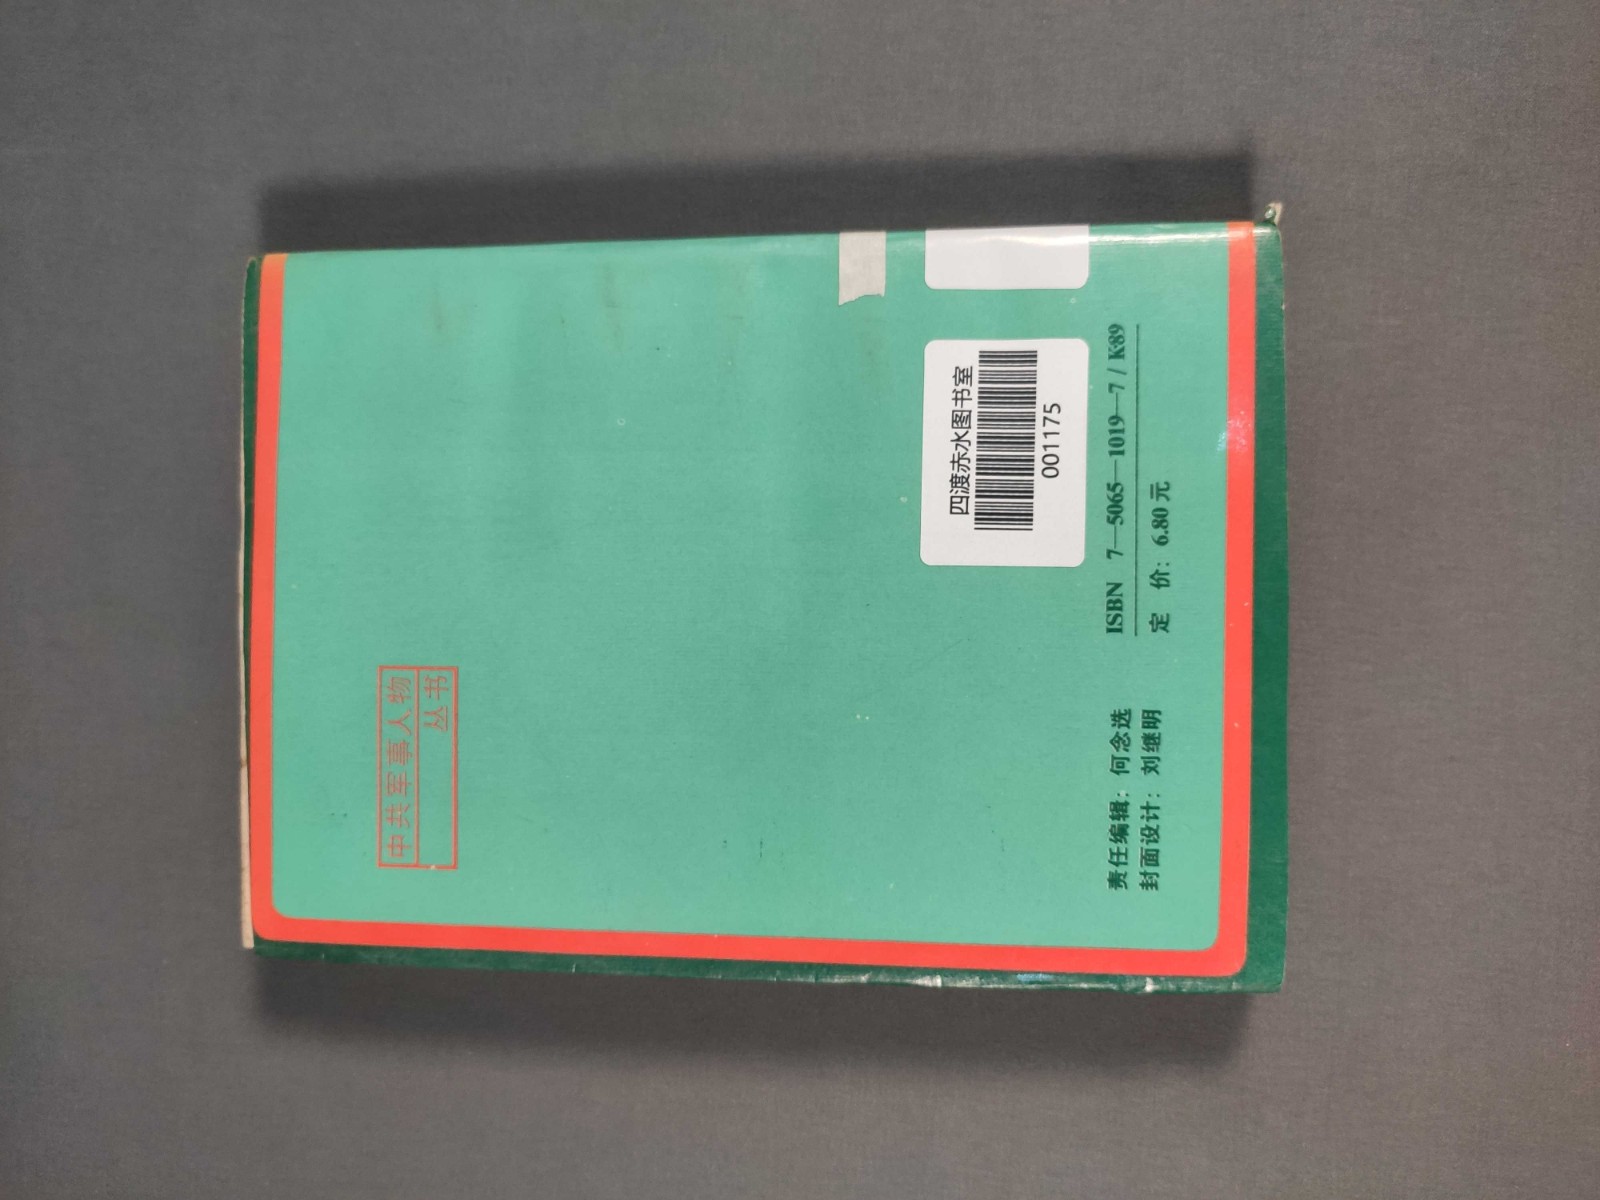 中共军事人物
丛书
四渡赤水图书室
001175
ISBN 7—5065—1019—7 / K·89
定 价: 6.80 元
责任编辑: 何念选
封面设计: 刘继明